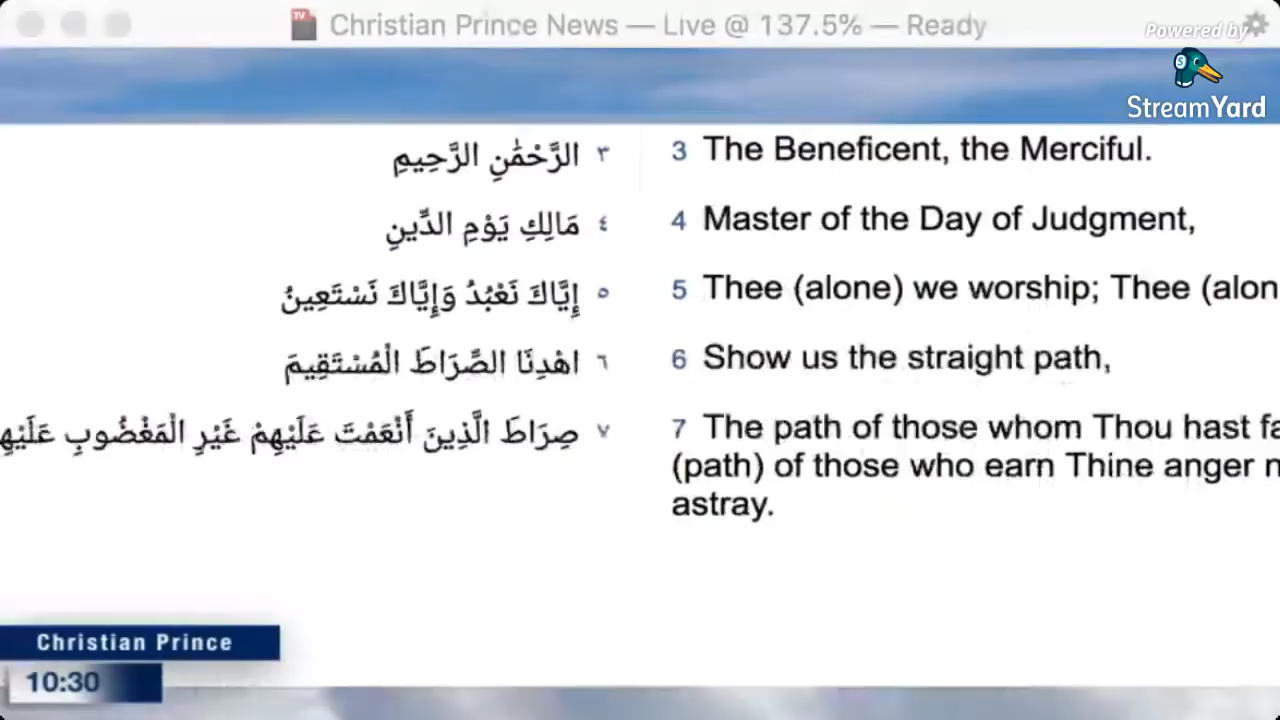 Christian Prince News — Live @ 137.5% — Ready
Powered by
StreamYard
٣ الرَّحْمَٰنِ الرَّحِيمِ
3 The Beneficent, the Merciful.
٤ مَالِكِ يَوْمِ الدِّينِ
4 Master of the Day of Judgment,
٥ إِيَّاكَ نَعْبُدُ وَإِيَّاكَ نَسْتَعِينُ
5 Thee (alone) we worship; Thee (alon
٦ اهْدِنَا الصِّرَاطَ الْمُسْتَقِيمَ
6 Show us the straight path,
٧ صِرَاطَ الَّذِينَ أَنْعَمْتَ عَلَيْهِمْ غَيْرِ الْمَغْضُوبِ عَلَيْهِ
7 The path of those whom Thou hast fa
(path) of those who earn Thine anger n
astray.
Christian Prince
10:30